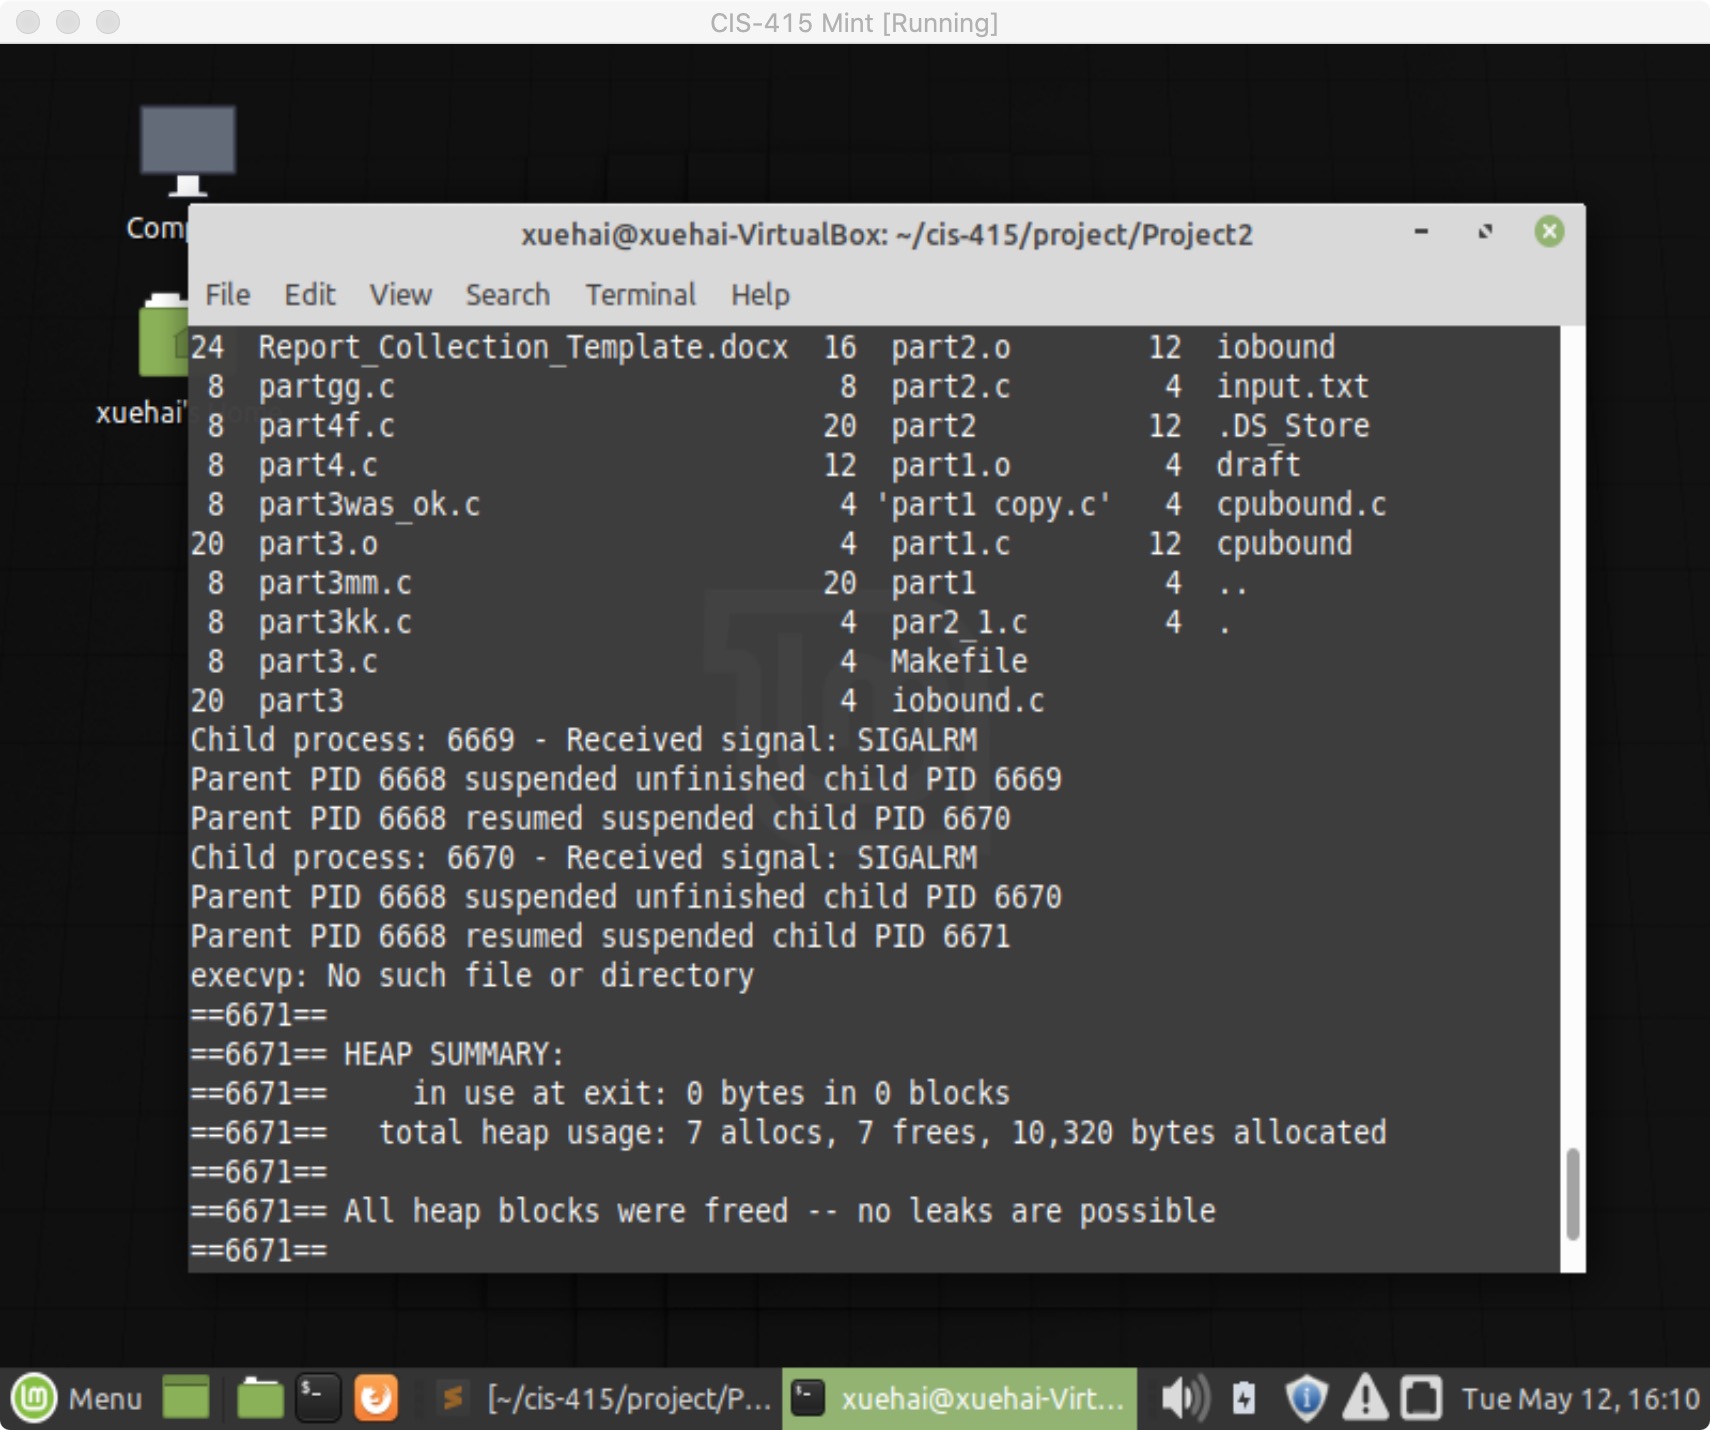 CIS-415 Mint [Running]
Comp
xuehai's
xuehai@xuehai-VirtualBox: ~/cis-415/project/Project2
File Edit View Search Terminal Help
24 Report_Collection_Template.docx 16 part2.o 12 iobound
8 partgg.c 8 part2.c 4 input.txt
8 part4f.c 20 part2 12 .DS_Store
8 part4.c 12 part1.o 4 draft
8 part3was_ok.c 4 'part1 copy.c' 4 cpubound.c
20 part3.o 4 part1.c 12 cpubound
8 part3mm.c 20 part1 4 ..
8 part3kk.c 4 par2_1.c 4 .
8 part3.c 4 Makefile
20 part3 4 iobound.c
Child process: 6669 - Received signal: SIGALRM
Parent PID 6668 suspended unfinished child PID 6669
Parent PID 6668 resumed suspended child PID 6670
Child process: 6670 - Received signal: SIGALRM
Parent PID 6668 suspended unfinished child PID 6670
Parent PID 6668 resumed suspended child PID 6671
execvp: No such file or directory
==6671==
==6671== HEAP SUMMARY:
==6671==     in use at exit: 0 bytes in 0 blocks
==6671==   total heap usage: 7 allocs, 7 frees, 10,320 bytes allocated
==6671==
==6671== All heap blocks were freed -- no leaks are possible
==6671==
Menu [~/cis-415/project/P... xuehai@xuehai-Virt... Tue May 12, 16:10